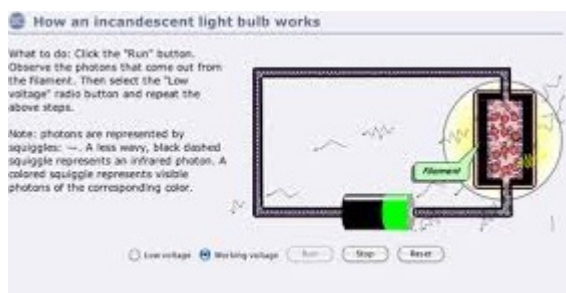 How an incandescent light bulb works
What to do: Click the "Run" button.
Observe the photons that come out from
the filament. Then select the "Low
voltage" radio button and repeat the
above steps.
Note: photons are represented by
squiggles: ~. A less wavy, black dashed
squiggle represents an infrared photon. A
colored squiggle represents visible
photons of the corresponding color.
Filament
Low voltage Working voltage Run Stop Reset